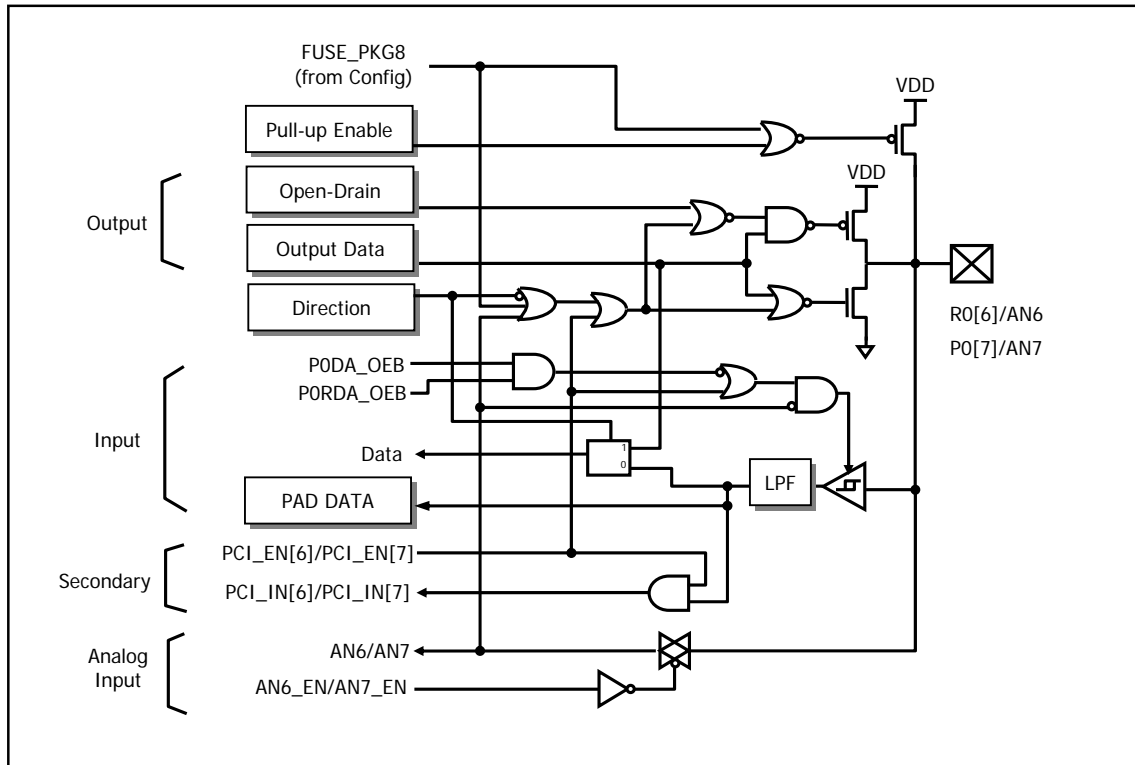 FUSE_PKG8
(from Config)
VDD
Pull-up Enable
Output
Open-Drain
VDD
Output Data
Direction
R0[6]/AN6
P0[7]/AN7
P0DA_OEB
P0RDA_OEB
Input
Data
1
0
LPF
PAD DATA
Secondary
PCI_EN[6]/PCI_EN[7]
PCI_IN[6]/PCI_IN[7]
Analog
Input
AN6/AN7
AN6_EN/AN7_EN